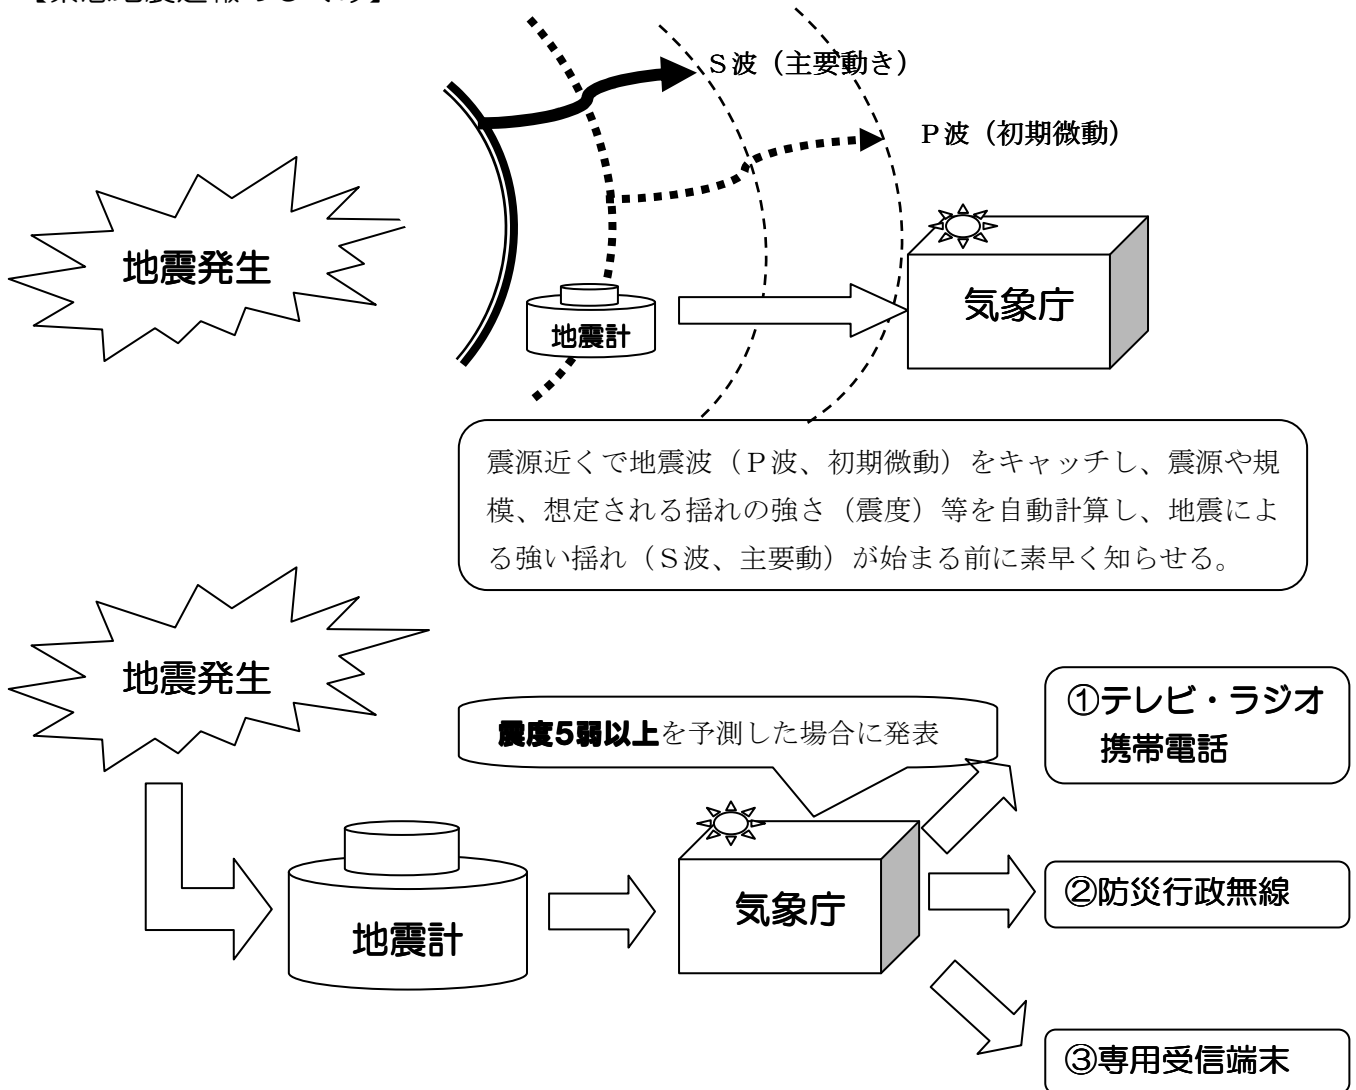 S波（主要動き）
P波（初期微動）
地震発生
気象庁
地震計
震源近くで地震波（P波、初期微動）をキャッチし、震源や規
模、想定される揺れの強さ（震度）等を自動計算し、地震によ
る強い揺れ（S波、主要動）が始まる前に素早く知らせる。
地震発生
震度5弱以上を予測した場合に発表
①テレビ・ラジオ
携帯電話
地震計
気象庁
②防災行政無線
③専用受信端末